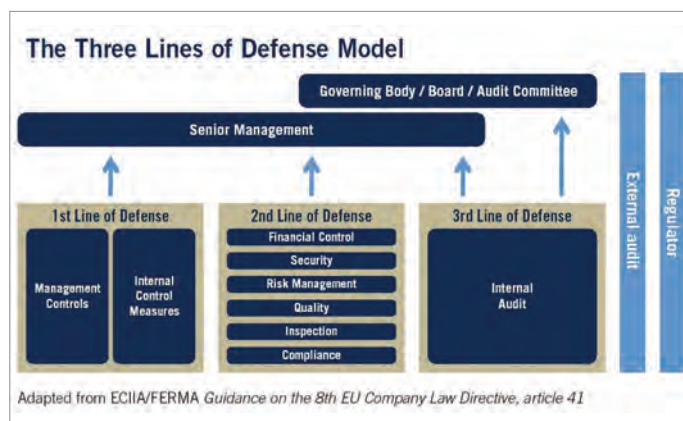 The Three Lines of Defense Model
Governing Body / Board / Audit Committee
Senior Management
1st Line of Defense
Management
Controls
Internal
Control
Measures
2nd Line of Defense
Financial Control
Security
Risk Management
Quality
Inspection
Compliance
3rd Line of Defense
Internal
Audit
External audit
Regulator
Adapted from ECIIA/FERMA Guidance on the 8th EU Company Law Directive, article 41